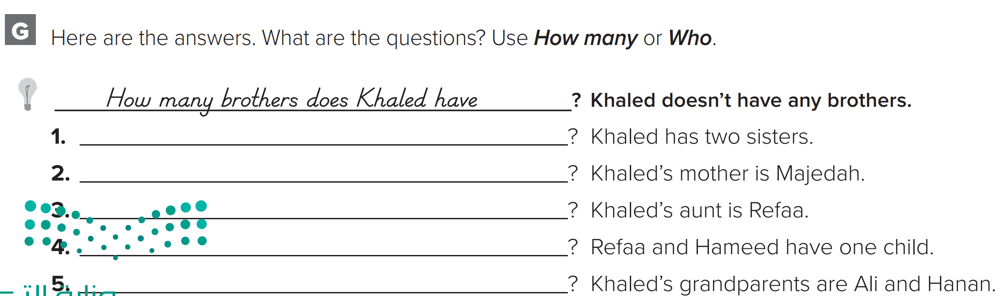 G Here are the answers. What are the questions? Use How many or Who.
How many brothers does Khaled have ? Khaled doesn’t have any brothers.
1. ? Khaled has two sisters.
2. ? Khaled’s mother is Majedah.
3. ? Khaled’s aunt is Refaa.
4. ? Refaa and Hameed have one child.
5. ? Khaled’s grandparents are Ali and Hanan.